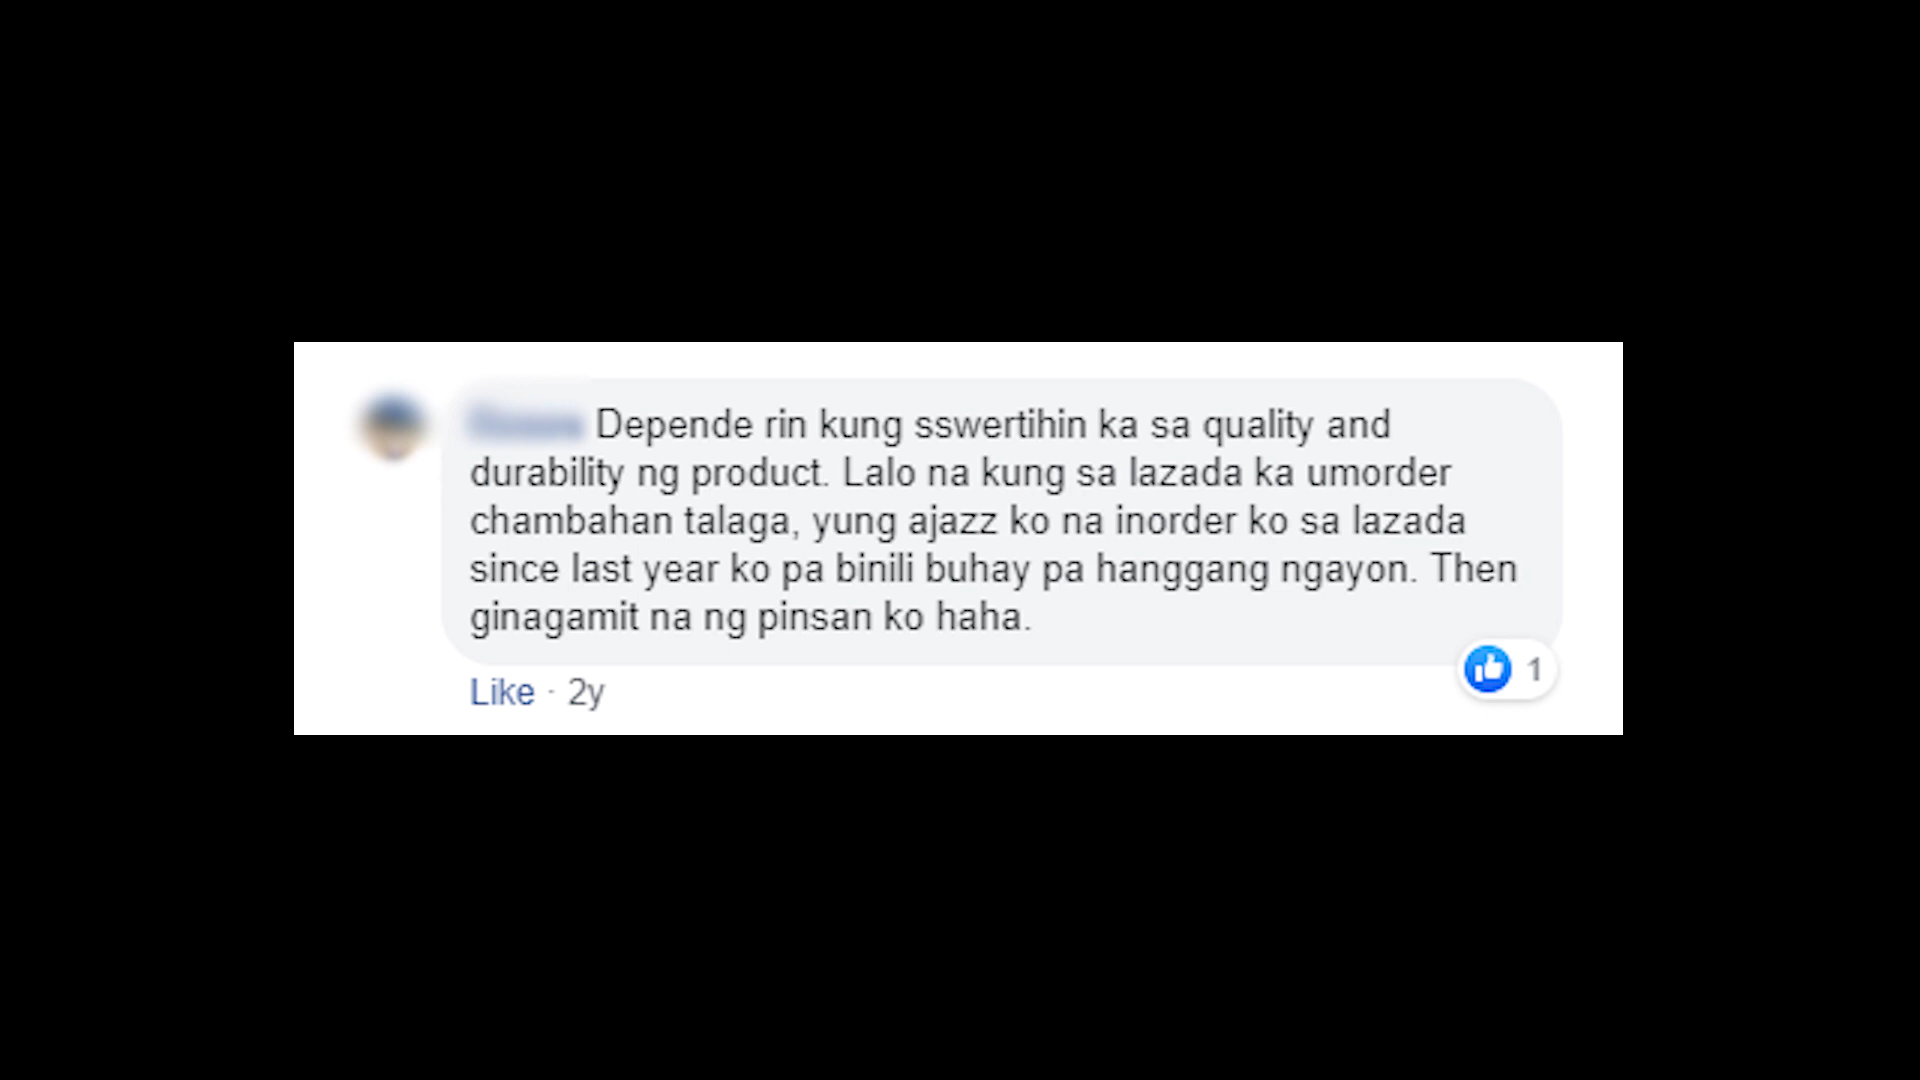 Depende rin kung sswertihin ka sa quality and
durability ng product. Lalo na kung sa lazada ka umorder
chambahan talaga, yung ajazz ko na inorder ko sa lazada
since last year ko pa binili buhay pa hanggang ngayon. Then
ginagamit na ng pinsan ko haha.
1
Like · 2y